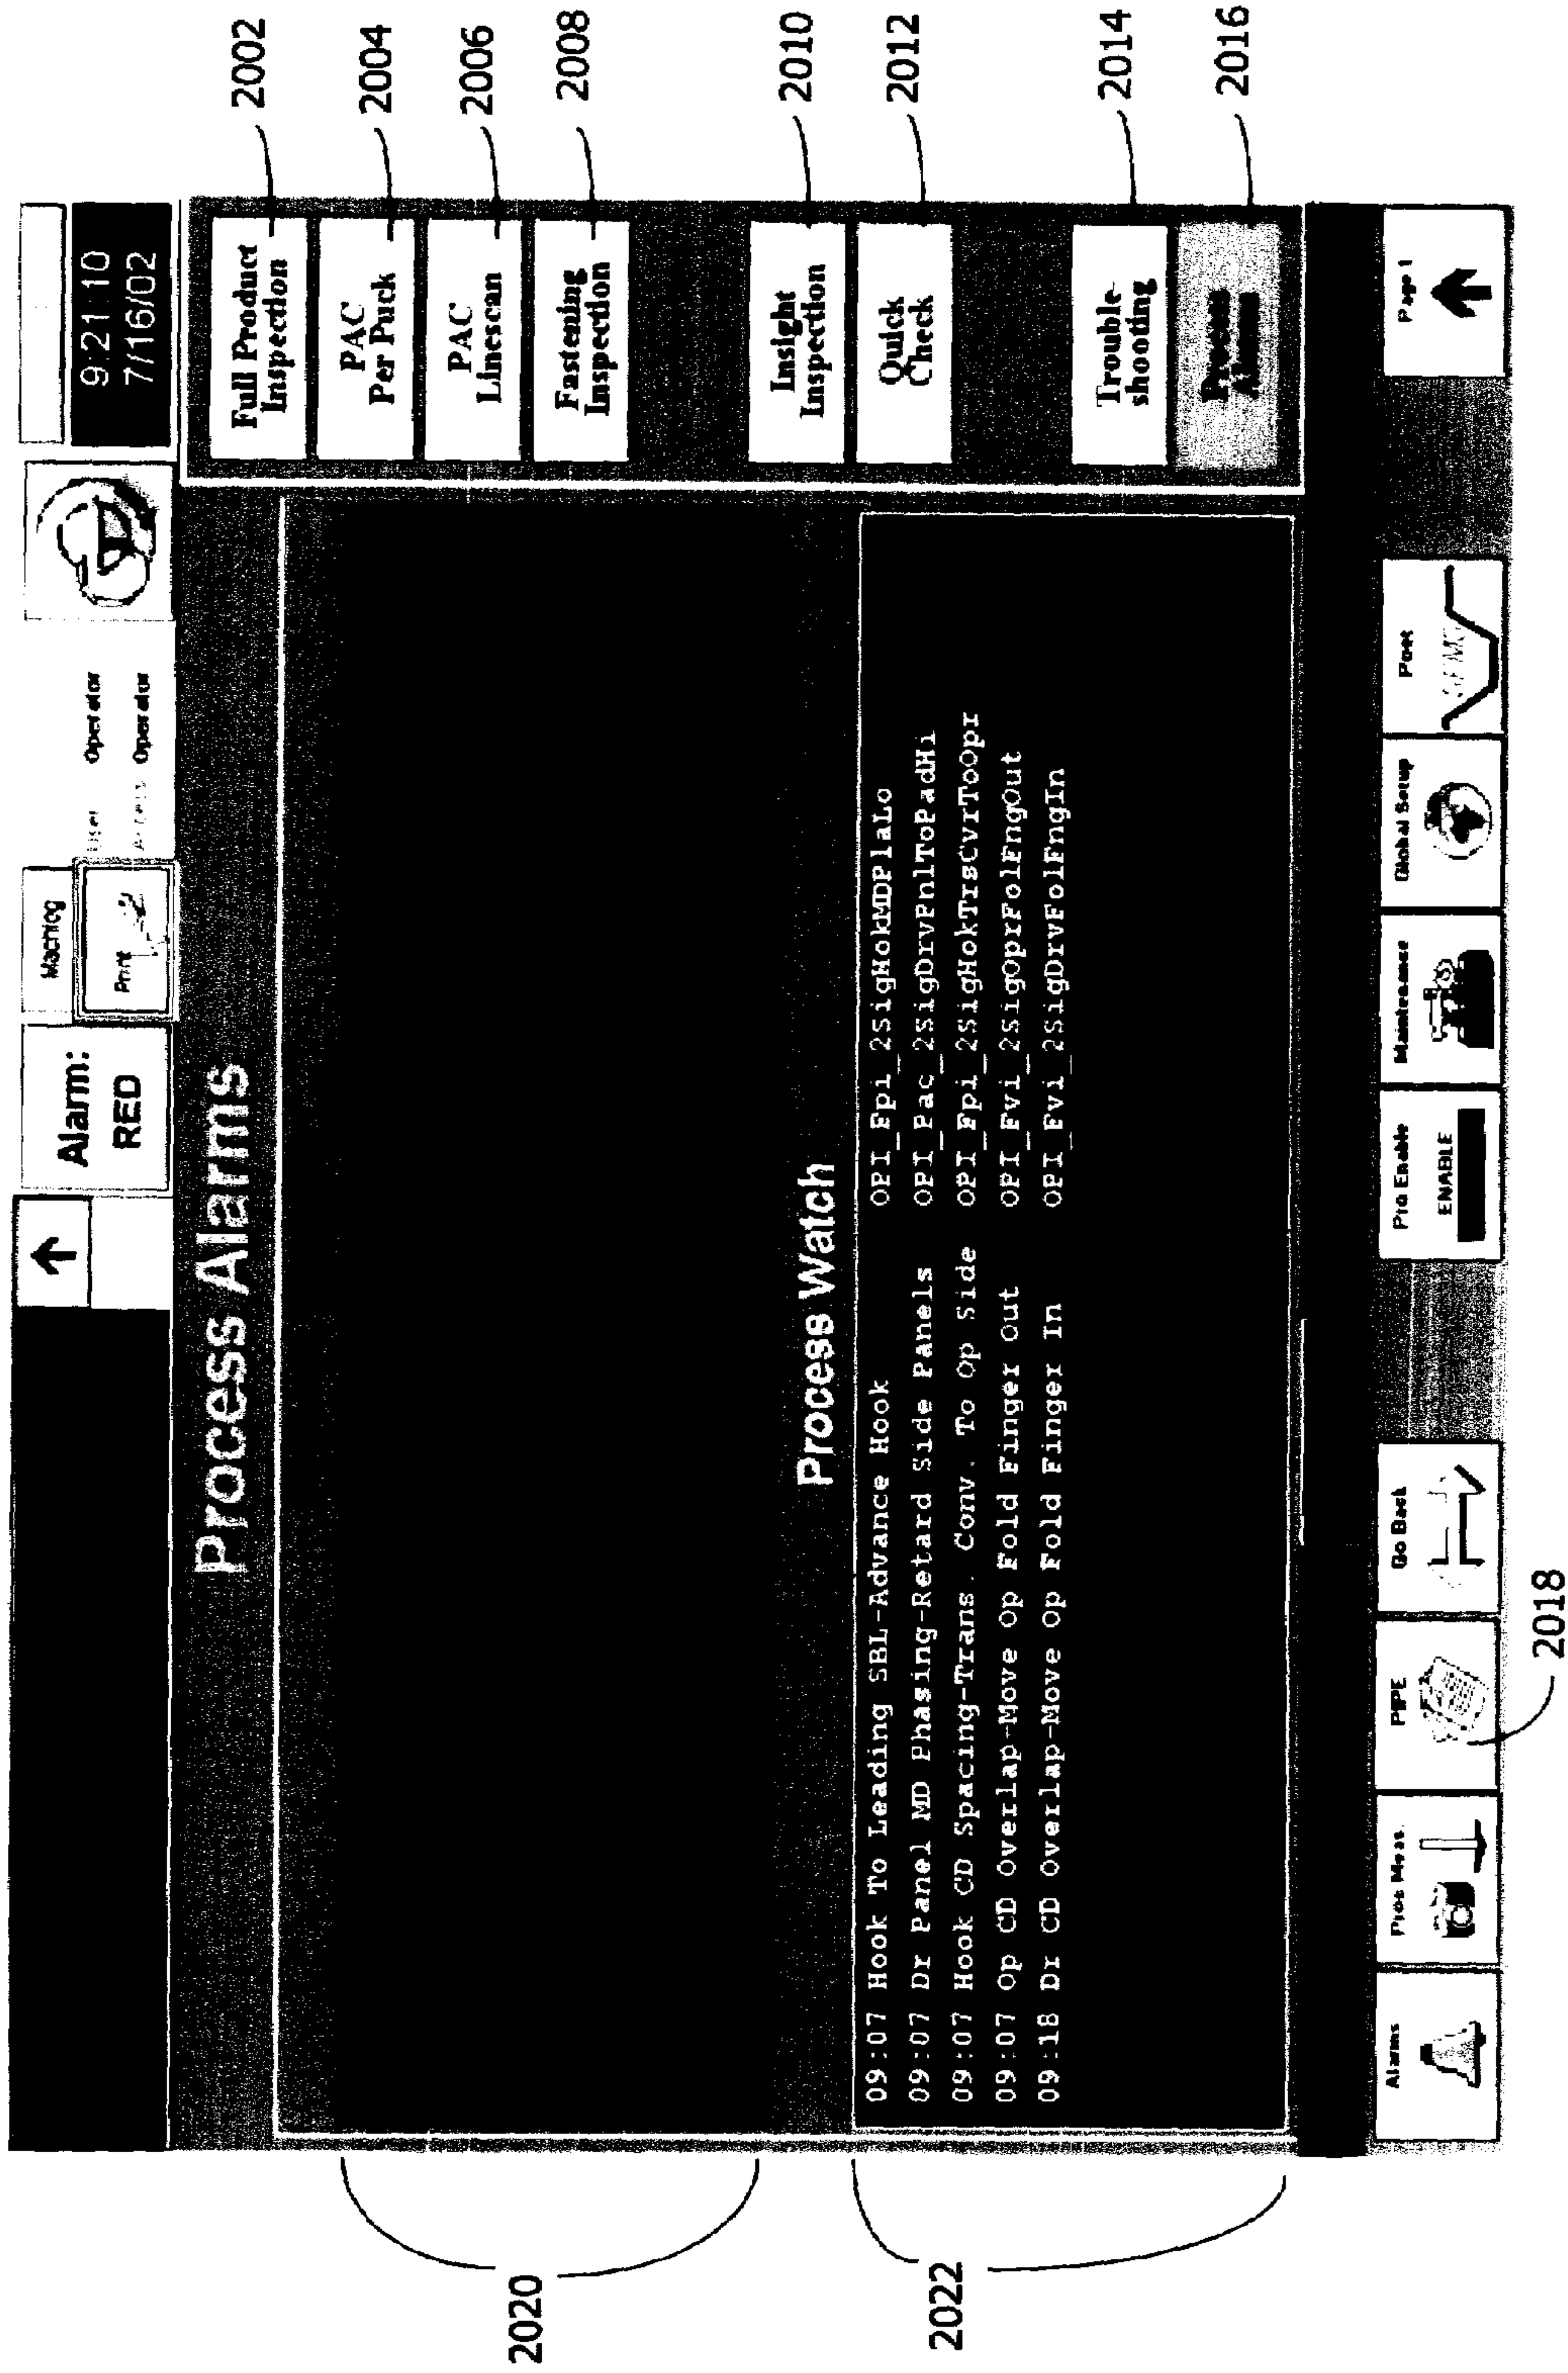 Alarm:
RED
Machlog
Print
User Operator
Access Operator
9:21:10
7/16/02
Process Alarms
Full Product
Inspection
2002
PAC
Per Puck
2004
PAC
Linescan
2006
Fastening
Inspection
2008
Insight
Inspection
2010
Quick
Check
2012
Trouble-
shooting
2014
Process
Alarms
2016
2020
Process Watch
2022
09:07 Hook To Leading SBL-Advance Hook OPI_Fpi_2SigHokMDPlaLo
09:07 Dr Panel MD Phasing-Retard Side Panels OPI_Pac_2SigDrvPnlToPadHi
09:07 Hook CD Spacing-Trans. Conv. To Op Side OPI_Fpi_2SigHokTrsCvrToOpr
09:07 Op CD Overlap-Move Op Fold Finger Out OPI_Fvi_2SigOprFolFngOut
09:18 Dr CD Overlap-Move Op Fold Finger In OPI_Fvi_2SigDrvFolFngIn
Alarms
Proc Meas.
PIPE
Go Back
Pro Enable
ENABLE
Maintenance
Global Setup
Page 1
2018